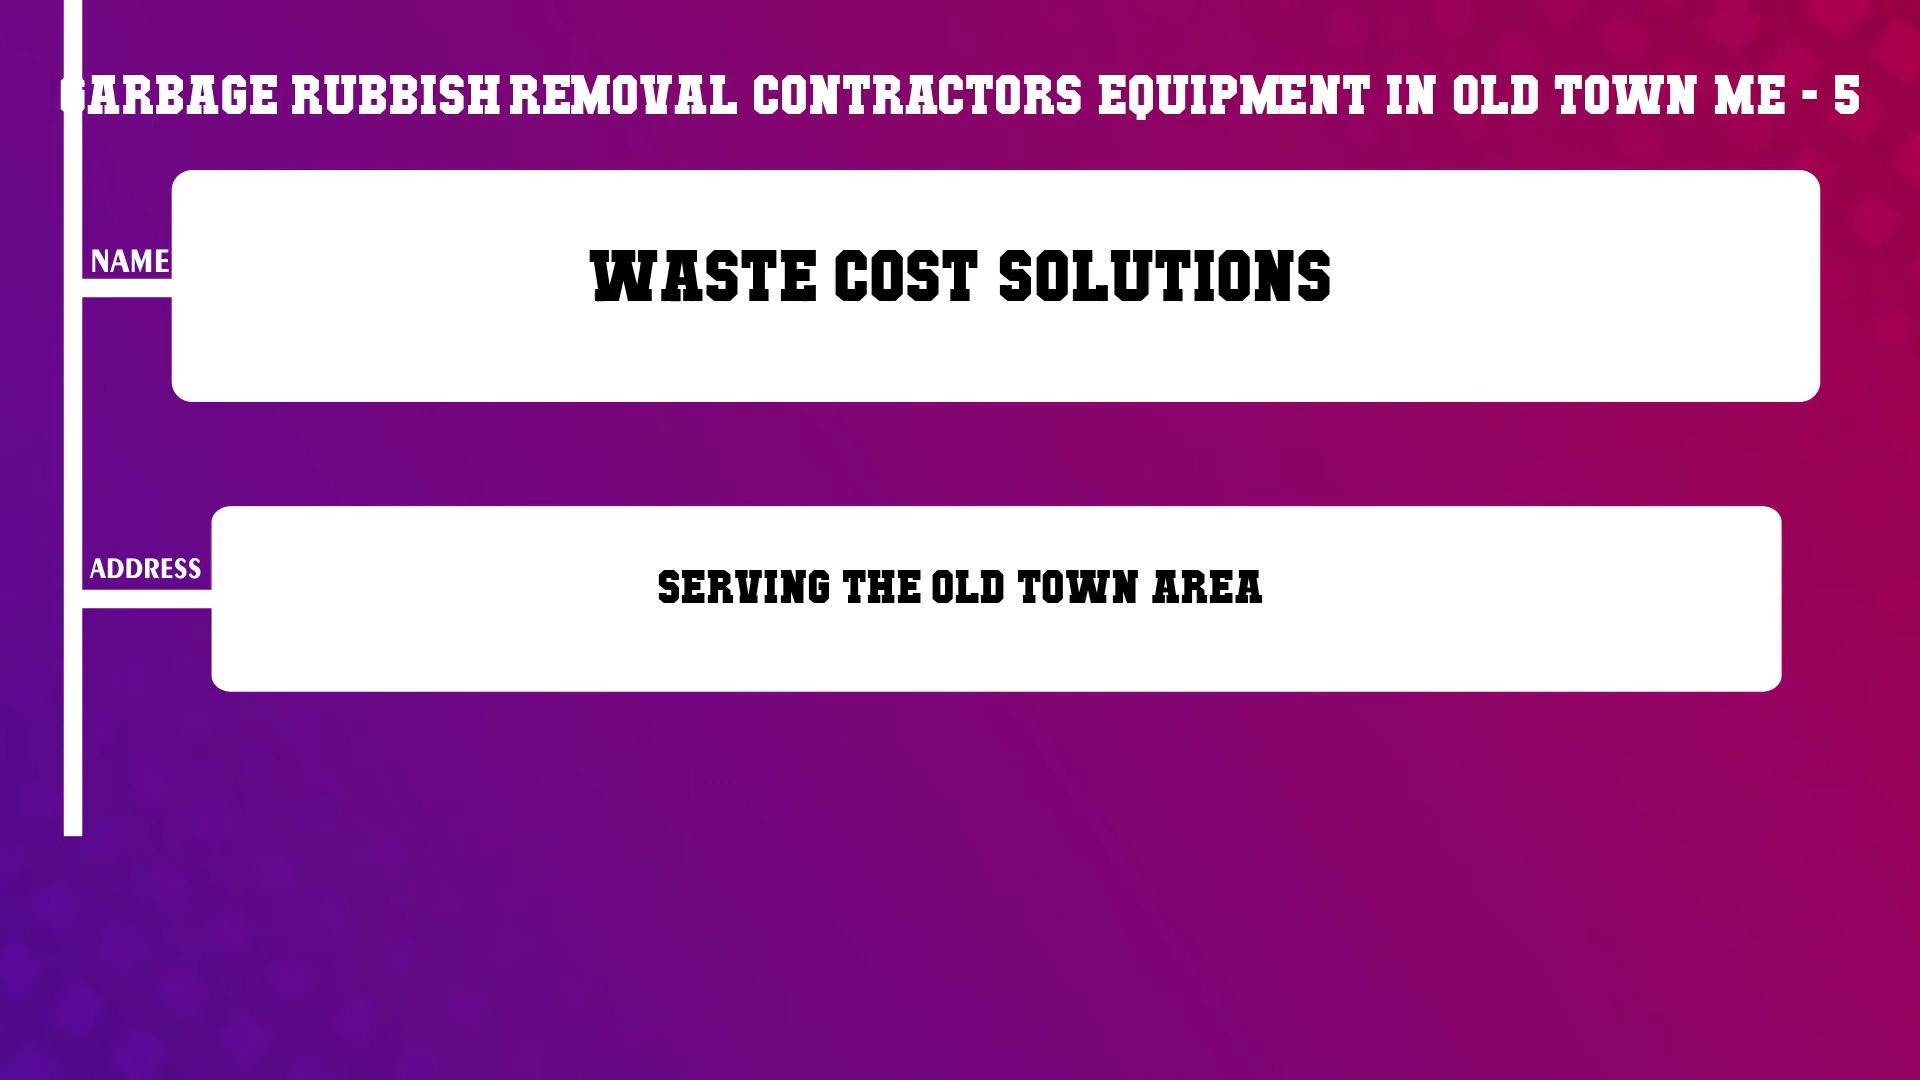 GARBAGE RUBBISH REMOVAL CONTRACTORS EQUIPMENT IN OLD TOWN ME - 5
NAME
WASTE COST SOLUTIONS
ADDRESS
SERVING THE OLD TOWN AREA